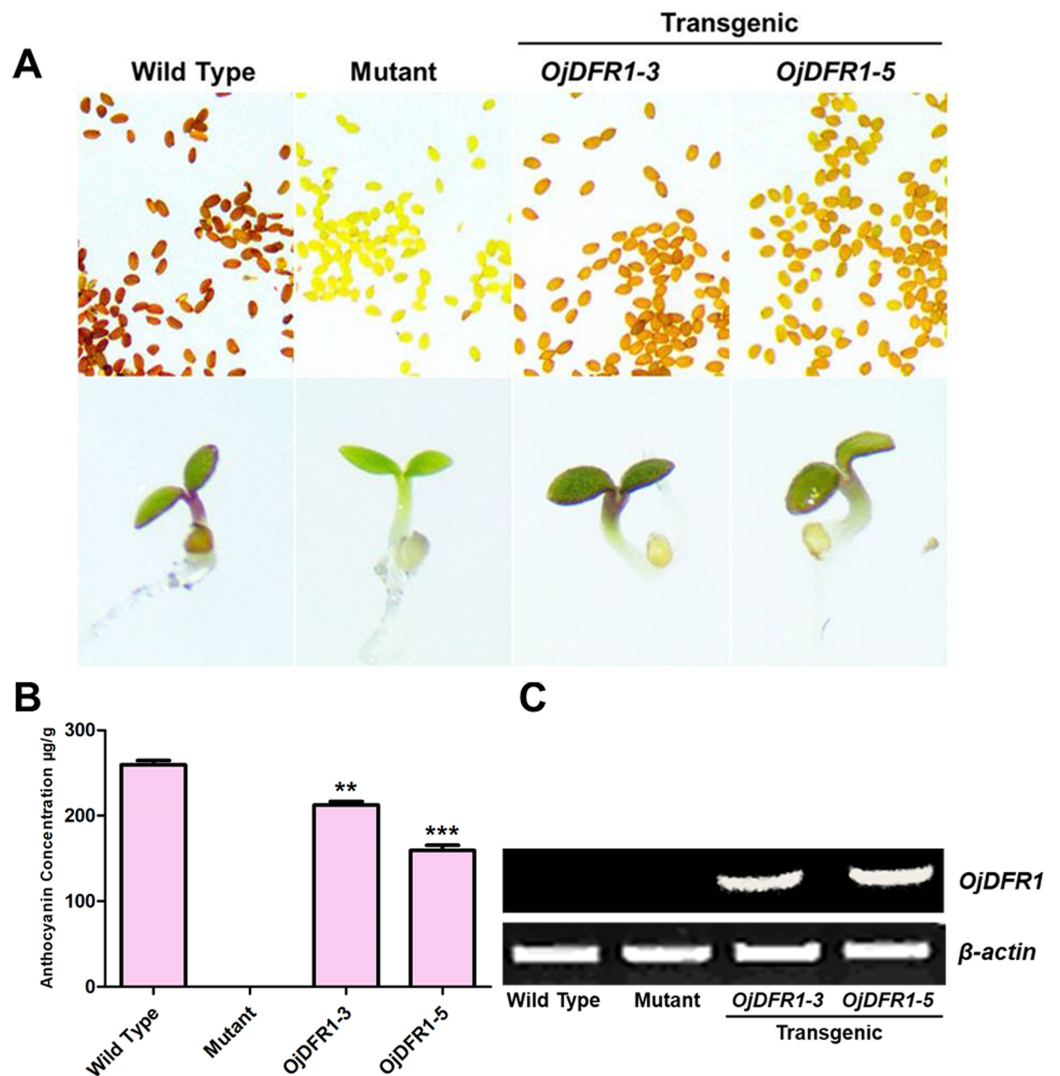 Transgenic
A
Wild Type Mutant OjDFR1-3 OjDFR1-5
B
Anthocyanin Concentration µg/g
300
200
100
0
**
***
Wild Type
Mutant
OjDFR1-3
OjDFR1-5
C
OjDFR1
β-actin
Wild Type Mutant OjDFR1-3 OjDFR1-5
Transgenic